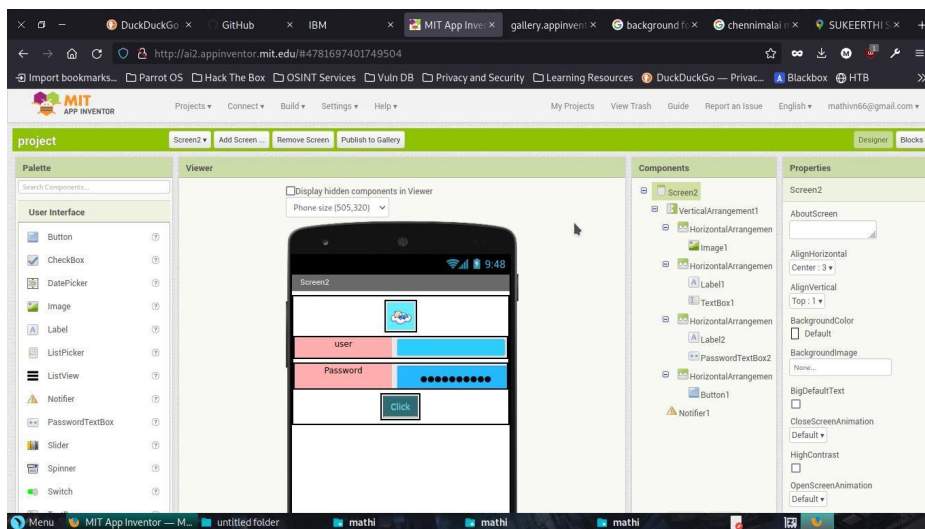 DuckDuckGo
GitHub
IBM
MIT App Inver
gallery.appinvent
background fo
chennimalai n
SUKEERTHI S
http://ai2.appinventor.mit.edu/#4781697401749504
Import bookmarks...
Parrot OS
Hack The Box
OSINT Services
Vuln DB
Privacy and Security
Learning Resources
DuckDuckGo — Privac...
Blackbox
HTB
MIT
APP INVENTOR
Projects
Connect
Build
Settings
Help
My Projects
View Trash
Guide
Report an Issue
English
mathivn66@gmail.com
project
Screen2
Add Screen ...
Remove Screen
Publish to Gallery
Designer
Blocks
Palette
Search Components...
User Interface
Button
CheckBox
DatePicker
Image
Label
ListPicker
ListView
Notifier
PasswordTextBox
Slider
Spinner
Switch
Viewer
Display hidden components in Viewer
Phone size (505,320)
9:48
Screen2
user
Password
Click
Components
Screen2
VerticalArrangement1
HorizontalArrangemen
Image1
HorizontalArrangemen
Label1
TextBox1
HorizontalArrangemen
Label2
PasswordTextBox2
HorizontalArrangemen
Button1
Notifier1
Properties
Screen2
AboutScreen
AlignHorizontal
Center : 3
AlignVertical
Top : 1
BackgroundColor
Default
BackgroundImage
None...
BigDefaultText
CloseScreenAnimation
Default
HighContrast
OpenScreenAnimation
Default
Menu
MIT App Inventor — M...
untitled folder
mathi
mathi
mathi